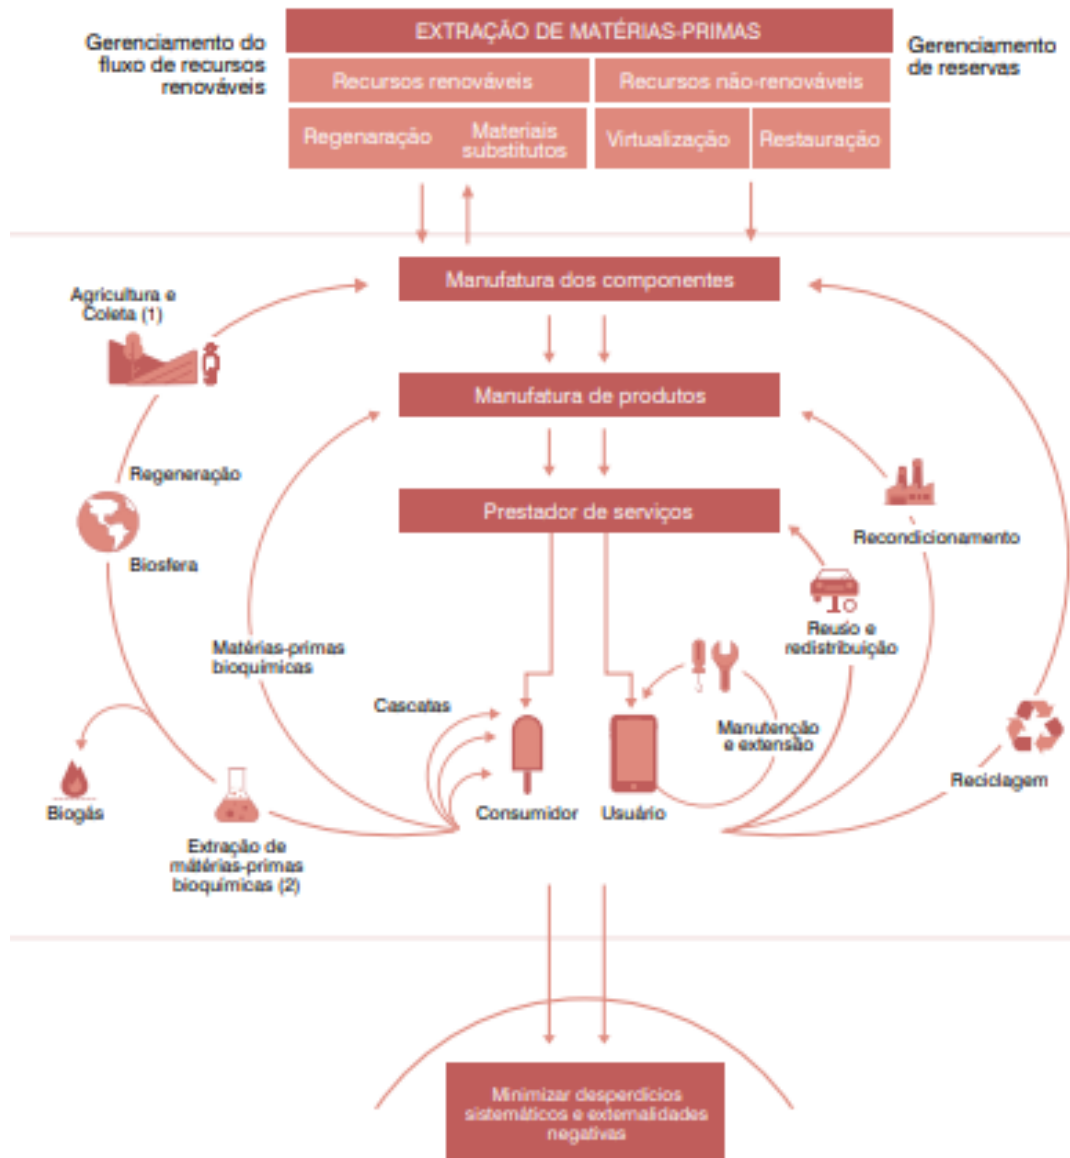 EXTRAÇÃO DE MATÉRIAS-PRIMAS
Gerenciamento do
fluxo de recursos
renováveis
Gerenciamento
de reservas
Recursos renováveis
Recursos não-renováveis
Regenaração
Materiais
substitutos
Virtualização
Restauração
Manufatura dos componentes
Agricultura e
Coleta (1)
Manufatura de produtos
Regeneração
Prestador de serviços
Recondicionamento
Biosfera
Reuso e
redistribuição
Matérias-primas
bioquímicas
Cascatas
Manutenção
e extensão
Reciclagem
Biogás
Consumidor
Usuário
Extração de
mátérias-primas
bioquímicas (2)
Minimizar desperdícios
sistemáticos e externalidades
negativas